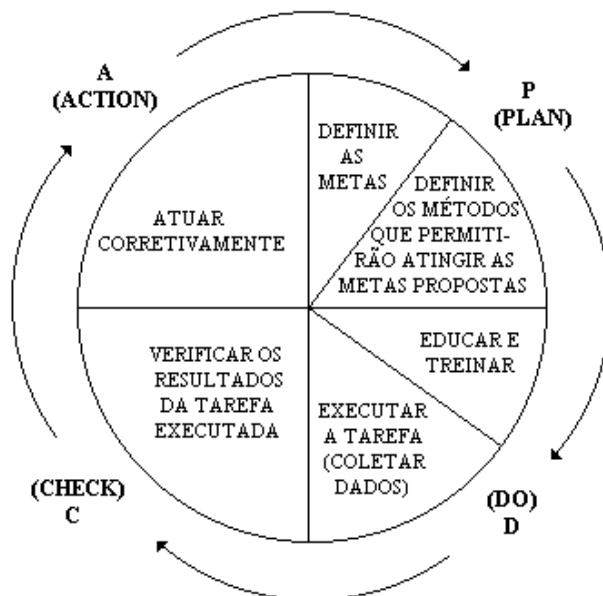 A
(ACTION)
P
(PLAN)
DEFINIR
AS
METAS
DEFINIR
OS MÉTODOS
QUE PERMITI-
RÃO ATINGIR AS
METAS PROPOSTAS
ATUAR
CORRETIVAMENTE
EDUCAR E
TREINAR
VERIFICAR OS
RESULTADOS
DA TAREFA
EXECUTADA
EXECUTAR
A TAREFA
(COLETAR
DADOS)
(CHECK)
C
(DO)
D